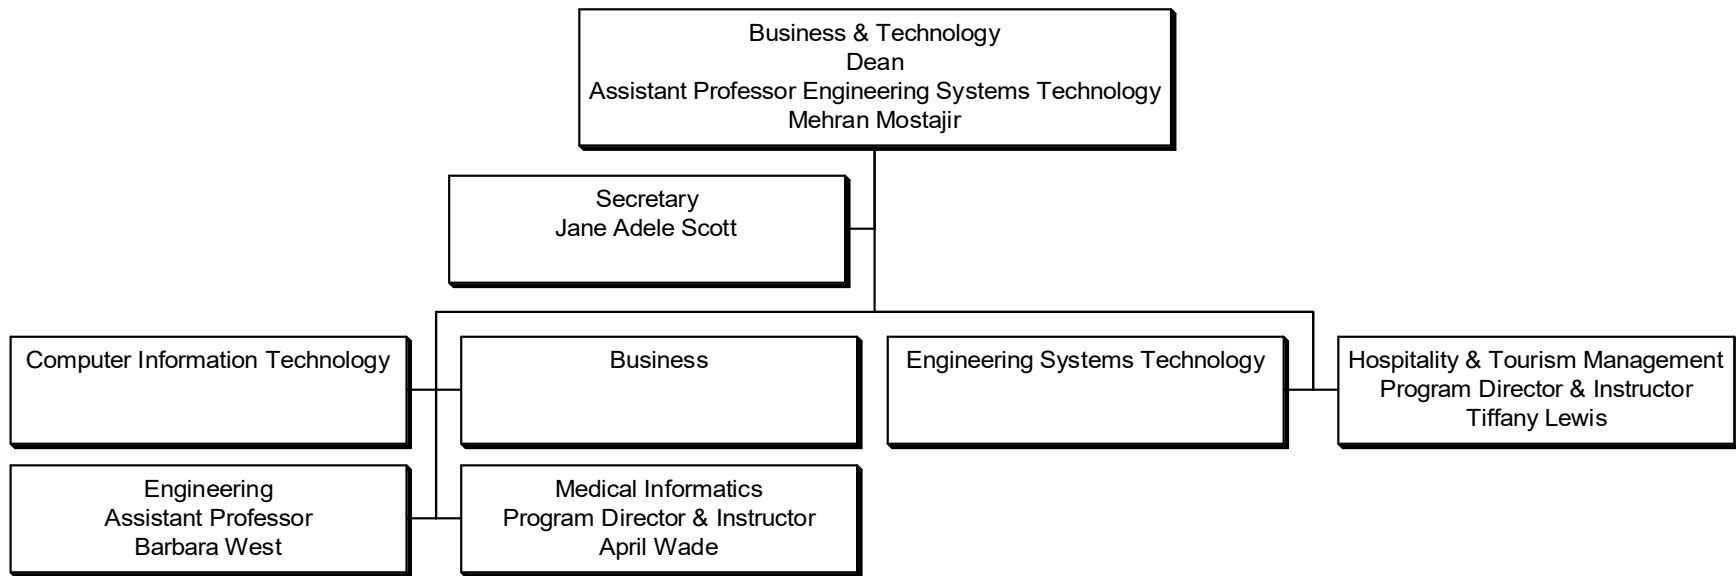 Business & Technology
Dean
Assistant Professor Engineering Systems Technology
Mehran Mostajir
Secretary
Jane Adele Scott
Computer Information Technology
Business
Engineering Systems Technology
Hospitality & Tourism Management
Program Director & Instructor
Tiffany Lewis
Engineering
Assistant Professor
Barbara West
Medical Informatics
Program Director & Instructor
April Wade